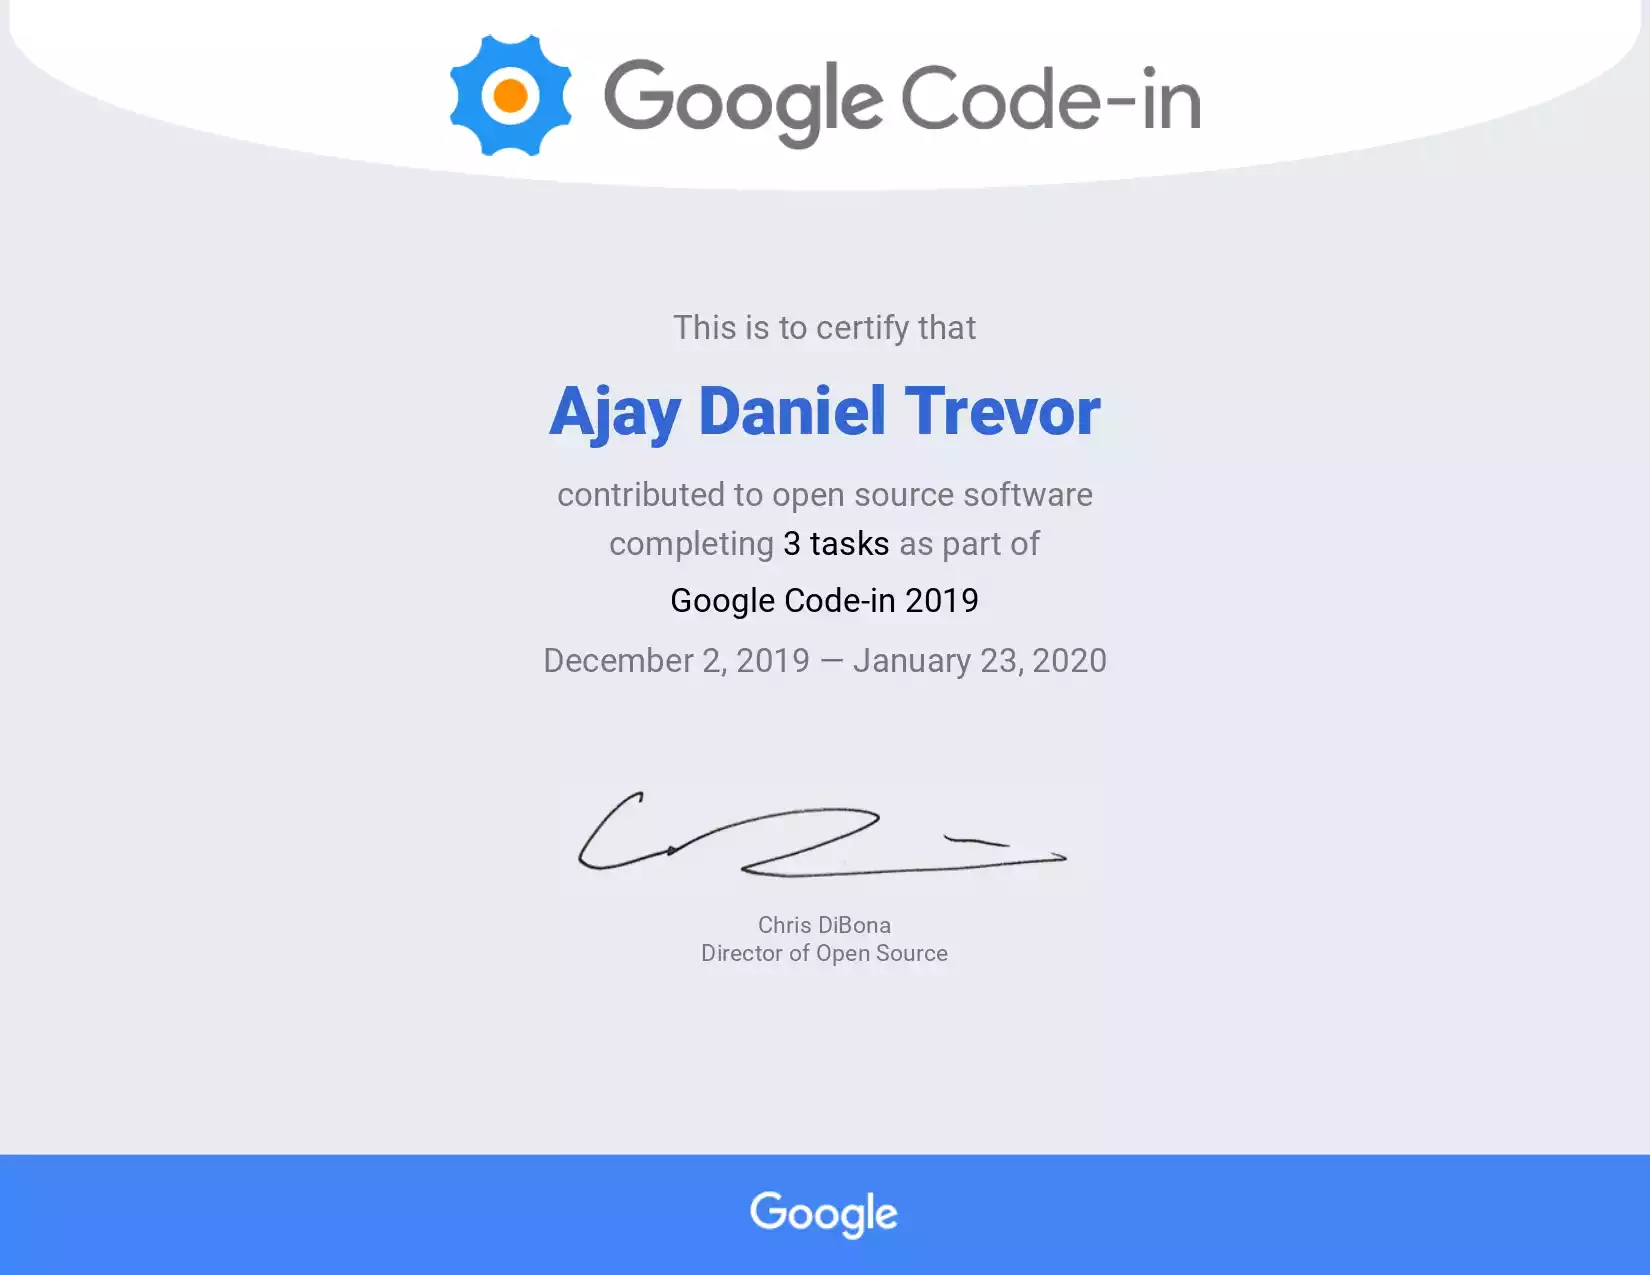 Google Code-in
This is to certify that
Ajay Daniel Trevor
contributed to open source software
completing 3 tasks as part of
Google Code-in 2019
December 2, 2019 — January 23, 2020
Chris DiBona
Director of Open Source
Google